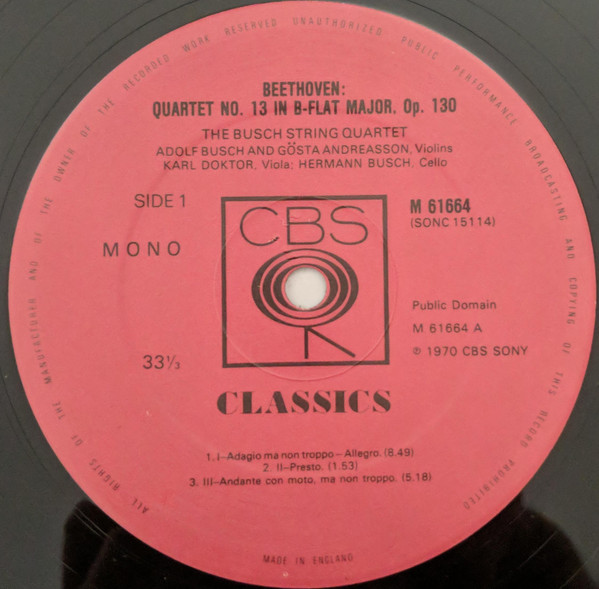 ALL RIGHTS OF THE MANUFACTURER AND OF THE OWNER OF THE RECORDED WORK RESERVED UNAUTHORIZED PUBLIC PERFORMANCE BROADCASTING AND COPYING OF THIS RECORD PROHIBITED
BEETHOVEN:
QUARTET NO. 13 IN B-FLAT MAJOR, Op. 130
THE BUSCH STRING QUARTET
ADOLF BUSCH AND GÖSTA ANDREASSON, Violins
KARL DOKTOR, Viola; HERMANN BUSCH, Cello
SIDE 1
MONO
33⅓
CBS
M 61664
(SONC 15114)
Public Domain
M 61664 A
℗ 1970 CBS SONY
CLASSICS
1. I–Adagio ma non troppo – Allegro. (8.49)
2. II–Presto. (1.53)
3. III–Andante con moto, ma non troppo. (5.18)
MADE IN ENGLAND